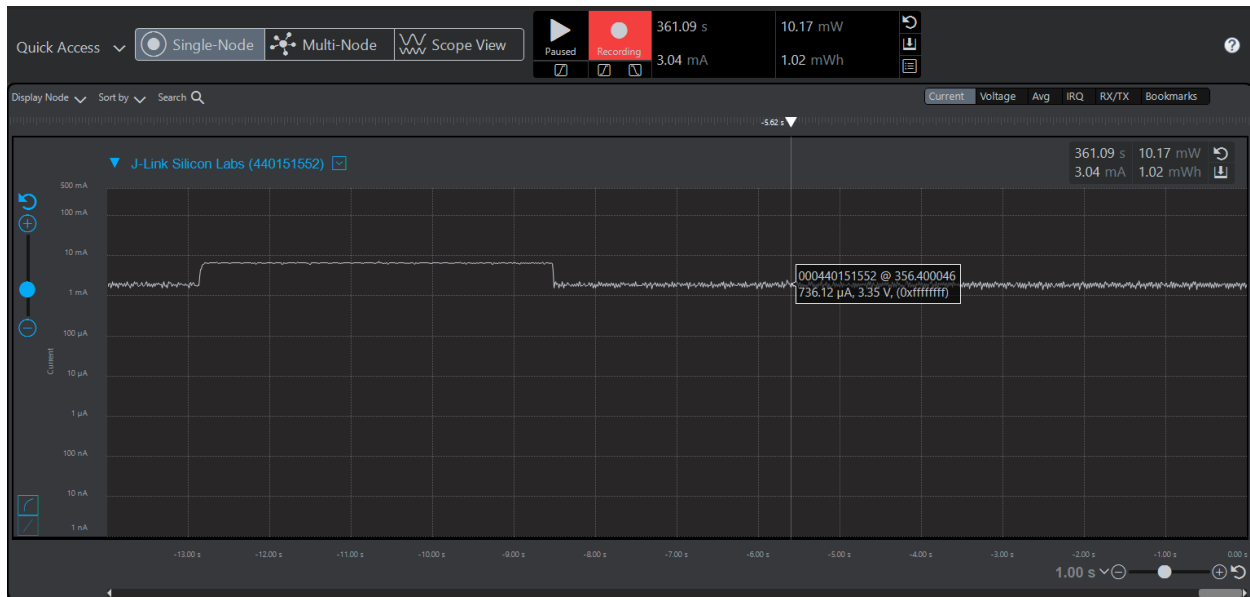 Quick Access
Single-Node
Multi-Node
Scope View
Paused
Recording
361.09 s
10.17 mW
3.04 mA
1.02 mWh
?
Display Node
Sort by
Search
Current
Voltage
Avg
IRQ
RX/TX
Bookmarks
-5.62 s
J-Link Silicon Labs (440151552)
361.09 s
10.17 mW
3.04 mA
1.02 mWh
500 mA
100 mA
10 mA
1 mA
100 µA
10 µA
1 µA
100 nA
10 nA
1 nA
Current
000440151552 @ 356.400046
736.12 µA, 3.35 V, (0xffffffff)
-13.00 s
-12.00 s
-11.00 s
-10.00 s
-9.00 s
-8.00 s
-7.00 s
-6.00 s
-5.00 s
-4.00 s
-3.00 s
-2.00 s
-1.00 s
0.00 s
1.00 s